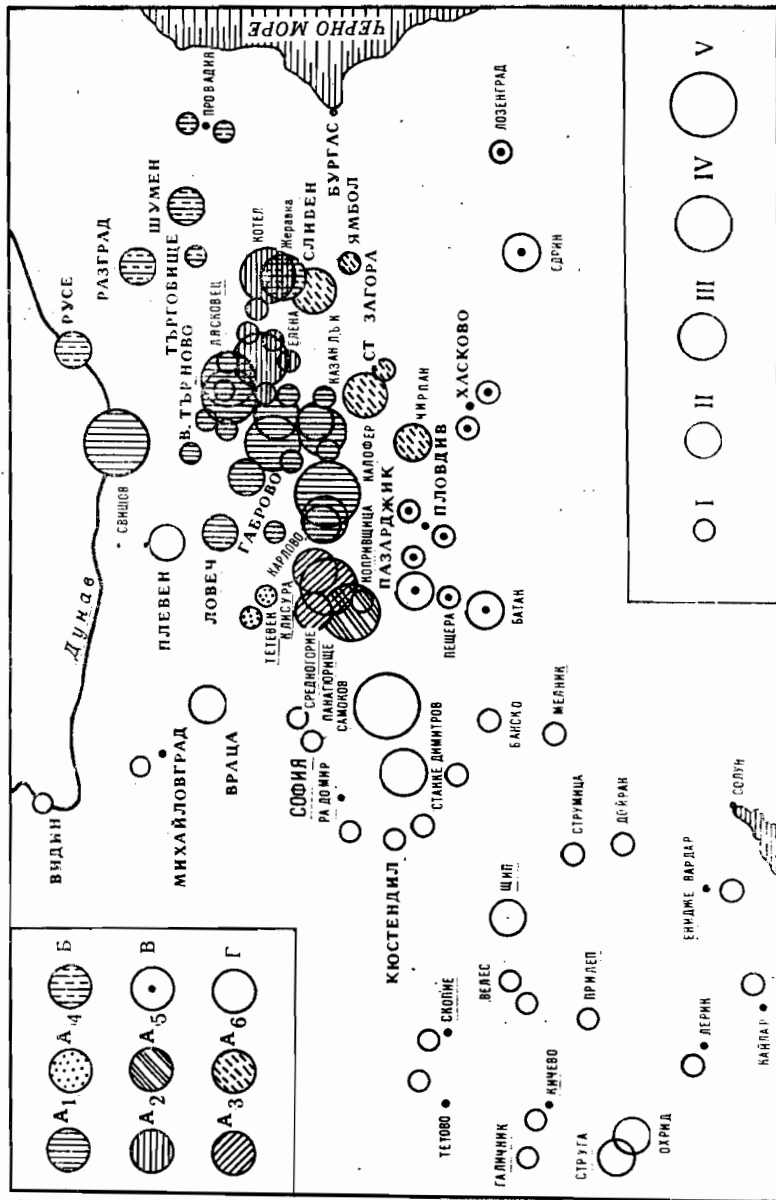 ЧЕРНО МОРЕ
Дунав
ВИДИН
МИХАЙЛОВГРАД
ВРАЦА
ПЛЕВЕН
СВИЩОВ
РУСЕ
РАЗГРАД
ШУМЕН
ПРОВАДИЯ
ТЪРГОВИЩЕ
В. ТЪРНОВО
ЛЯСКОВЕЦ
КОТЕЛ
Жеравна
СЛИВЕН
ЯМБОЛ
БУРГАС
ЕЛЕНА
КАЗАНЛЪК
СТ ЗАГОРА
ЛОВЕЧ
ГАБРОВО
ТЕТЕВЕН
КЛИСУРА
КАРЛОВО
КАЛОФЕР
КОПРИВЩИЦА
ПАЗАРДЖИК
ПЛОВДИВ
ЧИРПАН
ХАСКОВО
ЛОЗЕНГРАД
ОДРИН
СОФИЯ
СРЕДНОГОРИЕ
ПАНАГЮРИЩЕ
САМОКОВ
РАДОМИР
СТАНКЕ ДИМИТРОВ
КЮСТЕНДИЛ
ПЕЩЕРА
БАТАК
БАНСКО
МЕЛНИК
СТРУМИЦА
ДОЙРАН
СОЛУН
ЩИП
ВЕЛЕС
СКОПИЕ
ТЕТОВО
ПРИЛЕП
КИЧЕВО
ГАЛИЧНИК
СТРУГА
ОХРИД
ЕНИДЖЕ ВАРДАР
ЛЕРИН
КАЙЛАР
А1
А4
Б
А2
А5
В
А3
А6
Г
I
II
III
IV
V